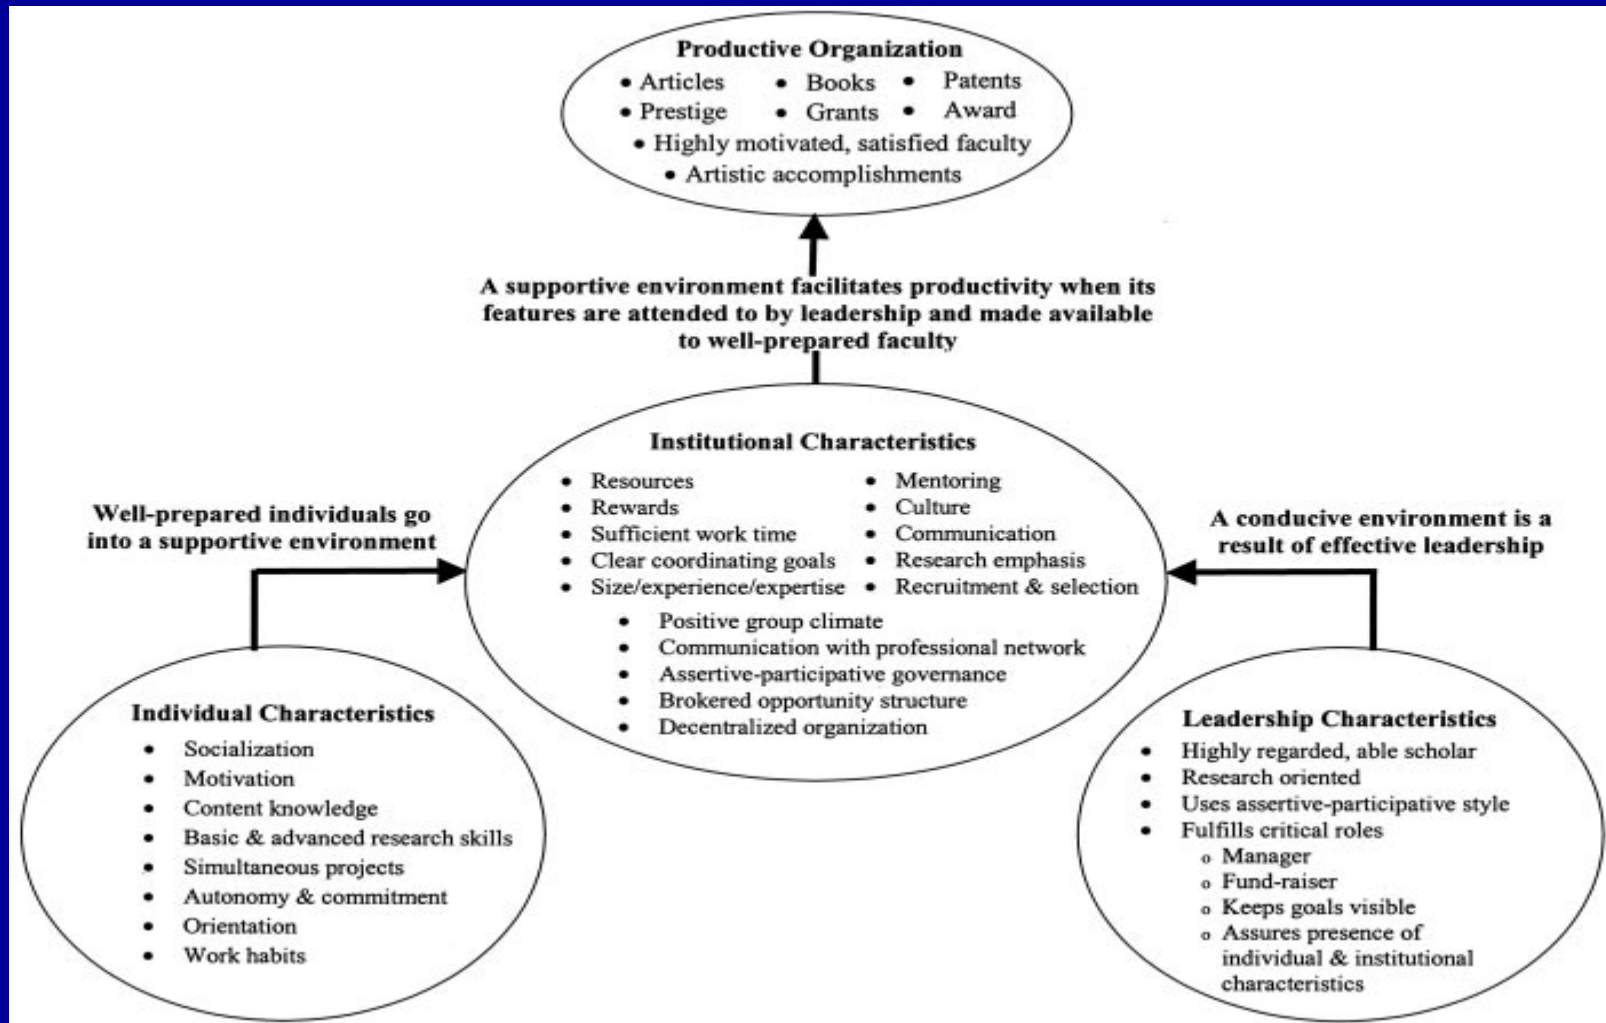 Productive Organization
• Articles • Books • Patents
• Prestige • Grants • Award
• Highly motivated, satisfied faculty
• Artistic accomplishments
A supportive environment facilitates productivity when its
features are attended to by leadership and made available
to well-prepared faculty
Well-prepared individuals go
into a supportive environment
Institutional Characteristics
• Resources • Mentoring
• Rewards • Culture
• Sufficient work time • Communication
• Clear coordinating goals • Research emphasis
• Size/experience/expertise • Recruitment & selection
• Positive group climate
• Communication with professional network
• Assertive-participative governance
• Brokered opportunity structure
• Decentralized organization
A conducive environment is a
result of effective leadership
Individual Characteristics
• Socialization
• Motivation
• Content knowledge
• Basic & advanced research skills
• Simultaneous projects
• Autonomy & commitment
• Orientation
• Work habits
Leadership Characteristics
• Highly regarded, able scholar
• Research oriented
• Uses assertive-participative style
• Fulfills critical roles
o Manager
o Fund-raiser
o Keeps goals visible
o Assures presence of
individual & institutional
characteristics